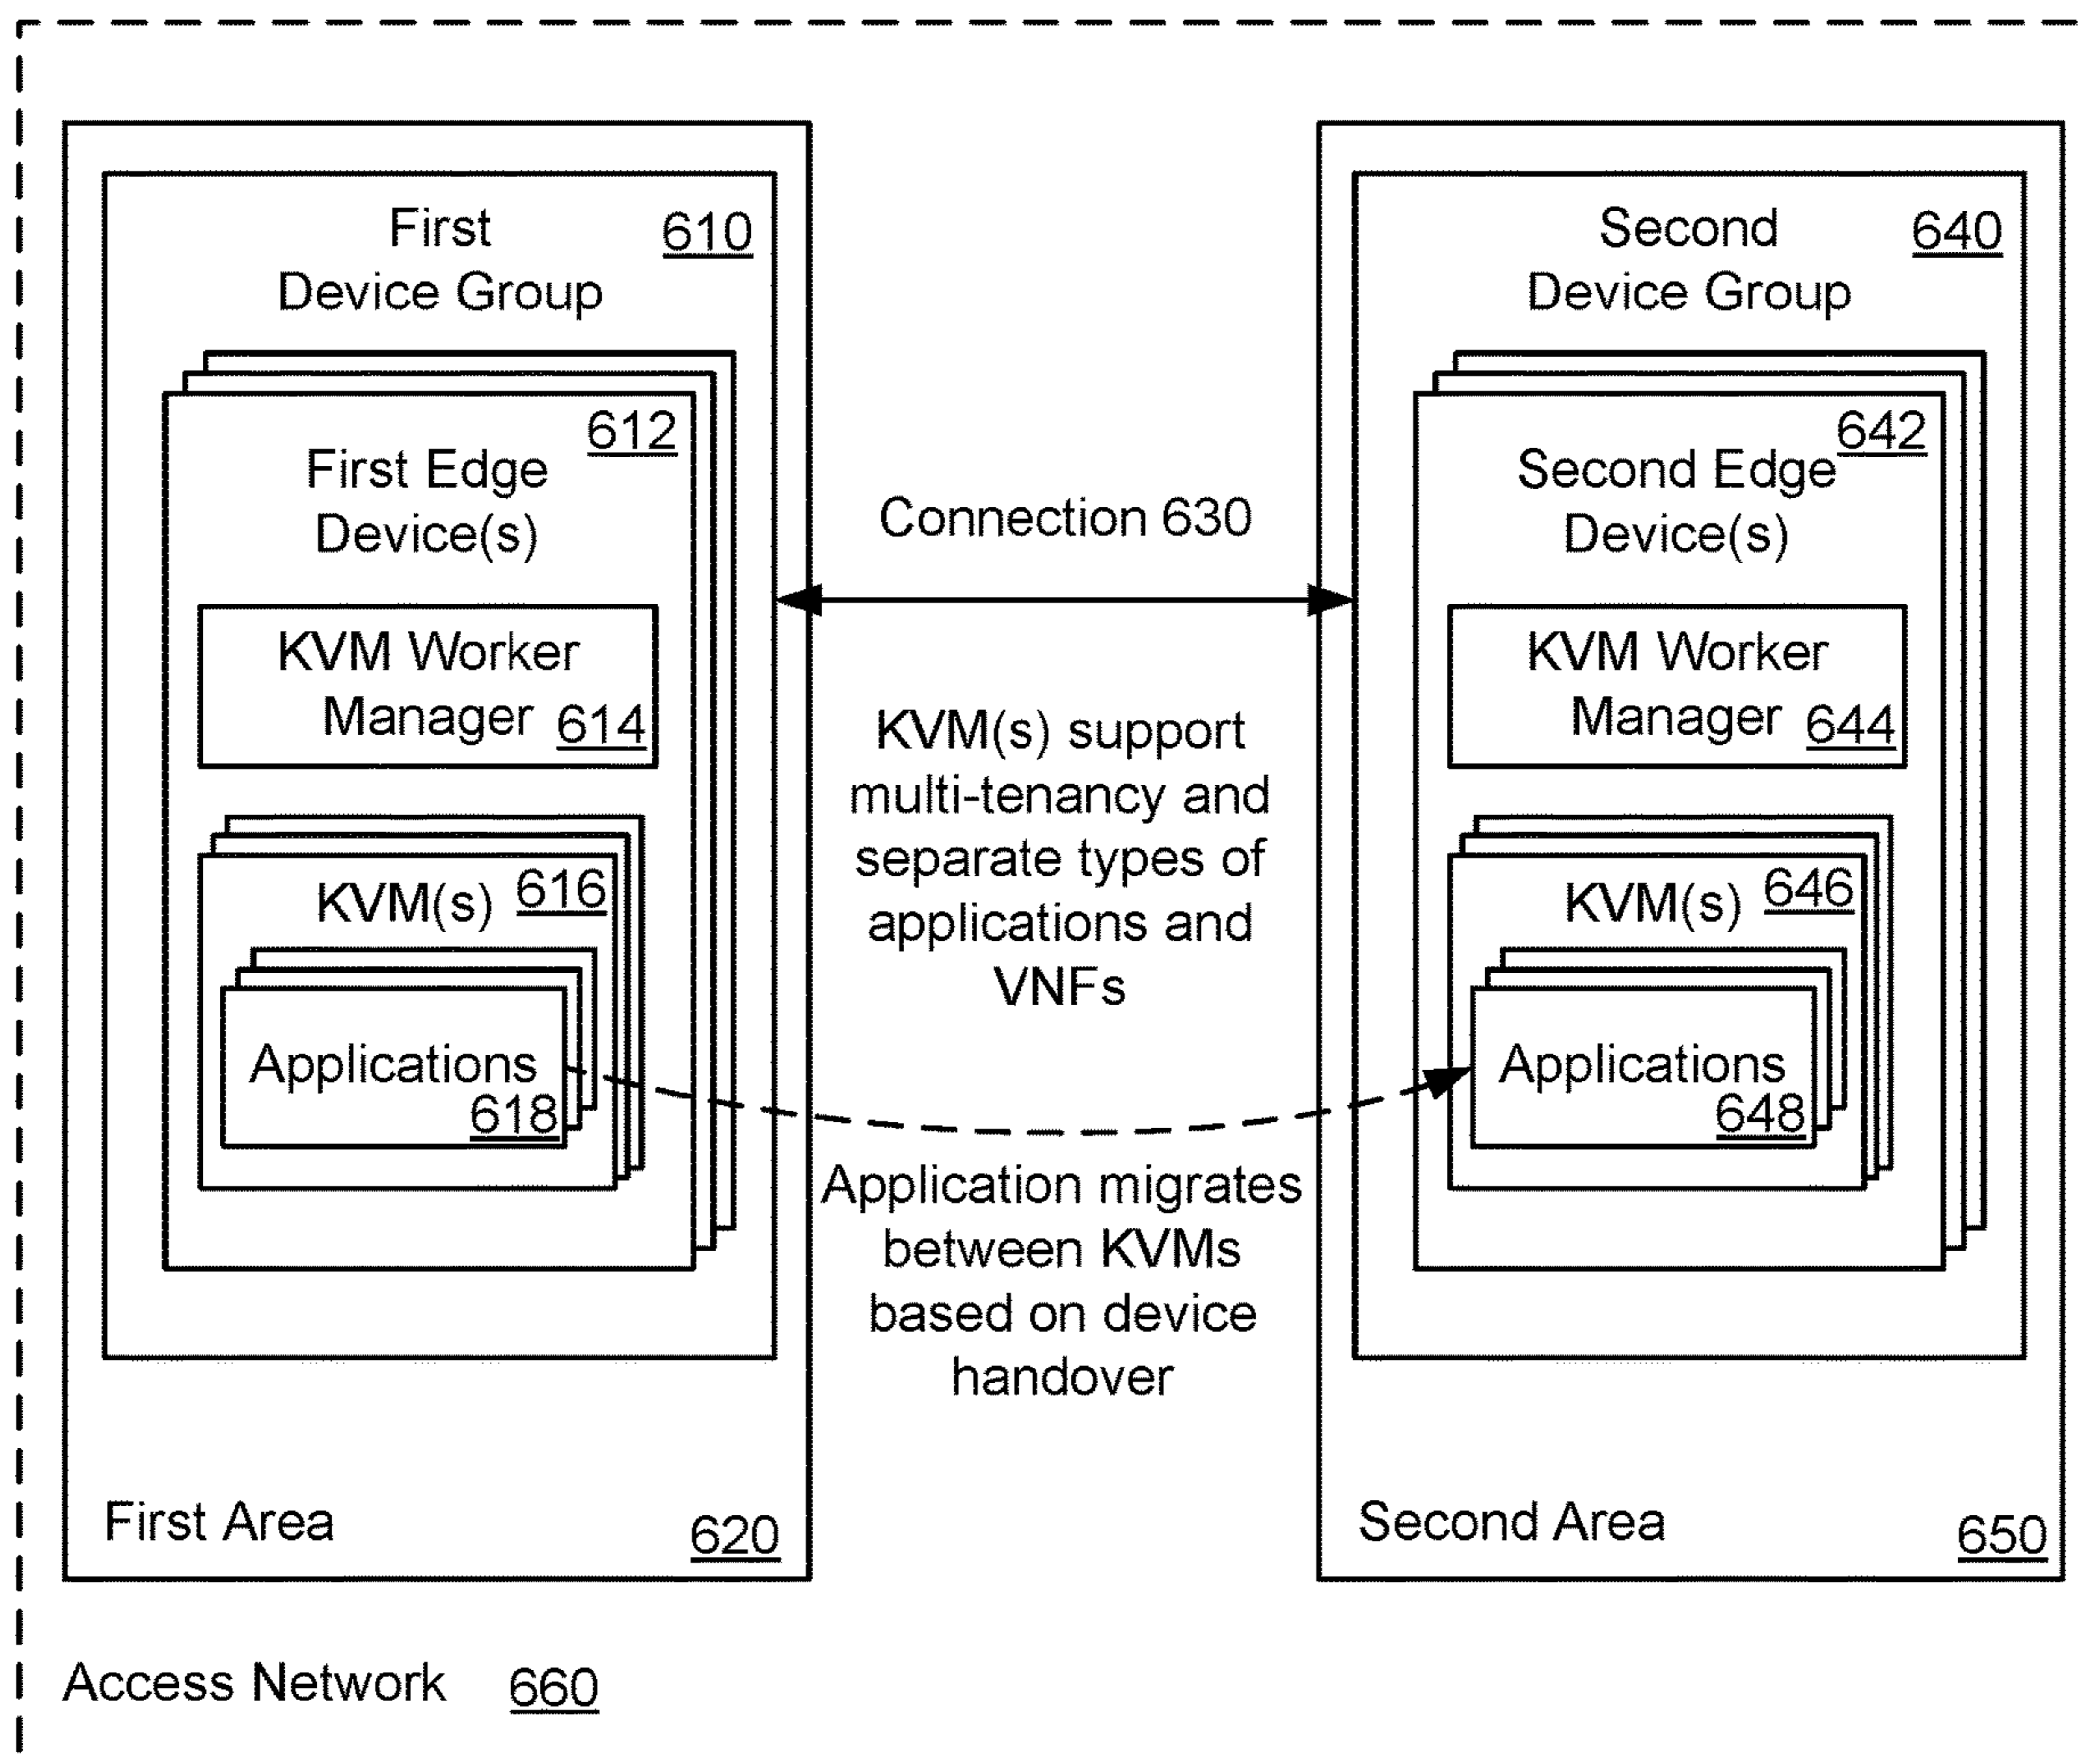 First
Device Group
610
First Edge
Device(s)
612
KVM Worker
Manager 614
KVM(s) 616
Applications
618
First Area
620
Connection 630
KVM(s) support
multi-tenancy and
separate types of
applications and
VNFs
Application migrates
between KVMs
based on device
handover
Second
Device Group
640
Second Edge
Device(s)
642
KVM Worker
Manager 644
KVM(s) 646
Applications
648
Second Area
650
Access Network 660